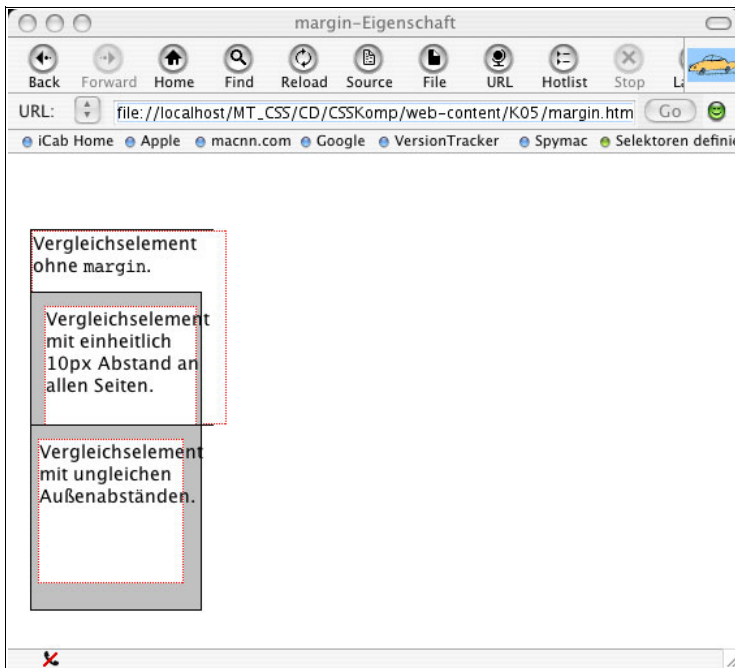 margin-Eigenschaft
Back Forward Home Find Reload Source File URL Hotlist Stop
URL: file://localhost/MT_CSS/CD/CSSKomp/web-content/K05/margin.htm Go
iCab Home Apple macnn.com Google VersionTracker Spymac Selektoren definie
Vergleichselement
ohne margin.
Vergleichselement
mit einheitlich
10px Abstand an
allen Seiten.
Vergleichselement
mit ungleichen
Außenabständen.